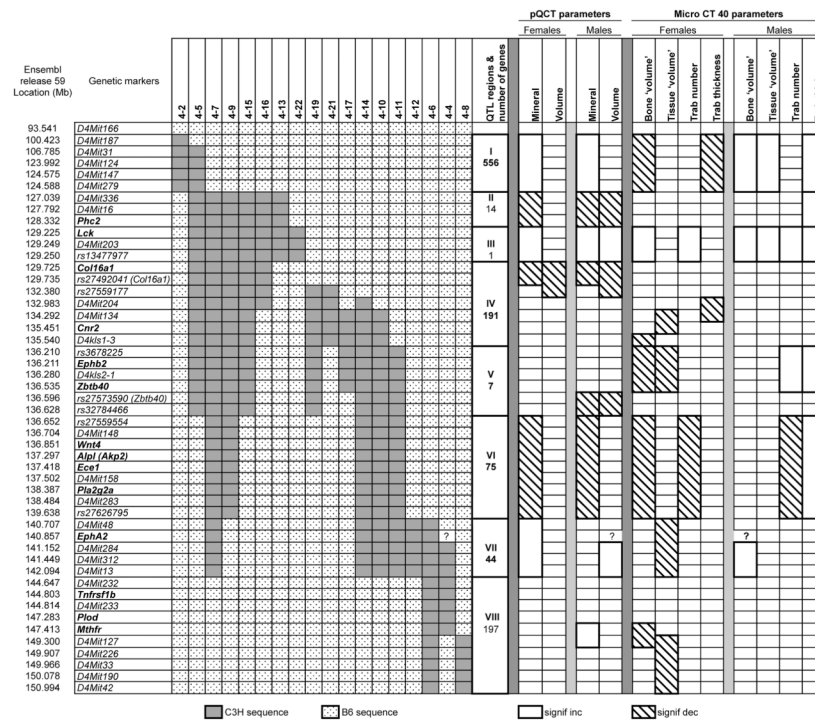 pQCT parameters
Micro CT 40 parameters
Females
Males
Females
Males
Ensembl
release 59
Location (Mb)
Genetic markers
4-2
4-5
4-7
4-9
4-15
4-16
4-13
4-22
4-19
4-21
4-17
4-14
4-10
4-11
4-12
4-6
4-4
4-8
QTL regions &
number of genes
Mineral
Volume
Mineral
Volume
Bone 'volume'
Tissue 'volume'
Trab number
Trab thickness
Bone 'volume'
Tissue 'volume'
Trab number
93.541 D4Mit166
100.423 D4Mit187
106.785 D4Mit31
123.992 D4Mit124
124.575 D4Mit147
124.588 D4Mit279
I
556
127.039 D4Mit336
127.792 D4Mit16
128.332 Phc2
II
14
129.225 Lck
129.249 D4Mit203
129.250 rs13477977
III
1
129.725 Col16a1
129.735 rs27492041 (Col16a1)
132.380 rs27559177
132.983 D4Mit204
134.292 D4Mit134
135.451 Cnr2
135.540 D4kls1-3
IV
191
136.210 rs3678225
136.211 Ephb2
136.280 D4kls2-1
136.535 Zbtb40
136.596 rs27573590 (Zbtb40)
136.628 rs32784466
V
7
136.652 rs27559554
136.704 D4Mit148
136.851 Wnt4
137.297 Alpl (Akp2)
137.418 Ece1
137.502 D4Mit158
138.387 Pla2g2a
138.484 D4Mit283
139.638 rs27626795
VI
75
140.707 D4Mit48
140.857 EphA2 ? ? ?
141.152 D4Mit284
141.449 D4Mit312
142.094 D4Mit13
VII
44
144.647 D4Mit232
144.803 Tnfrsf1b
144.814 D4Mit233
147.283 Plod
147.413 Mthfr
149.300 D4Mit127
149.907 D4Mit226
149.966 D4Mit33
150.078 D4Mit190
150.994 D4Mit42
VIII
197
C3H sequence
B6 sequence
signif inc
signif dec